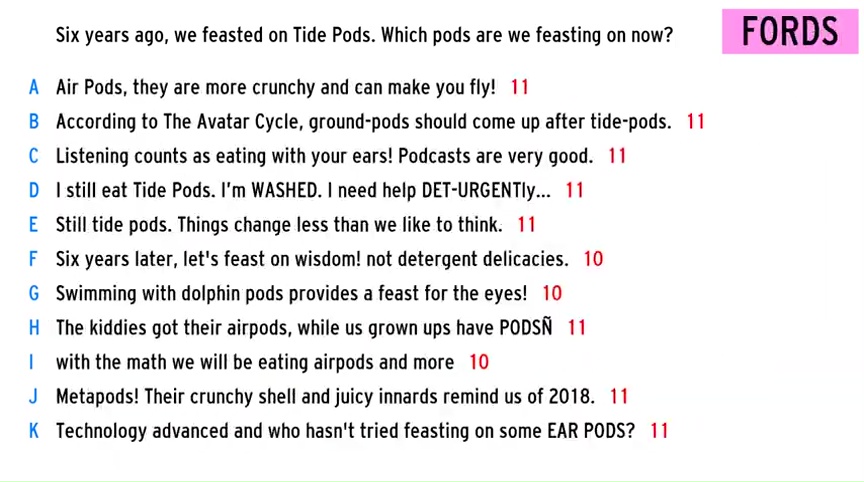 Six years ago, we feasted on Tide Pods. Which pods are we feasting on now?
FORDS
A Air Pods, they are more crunchy and can make you fly! 11
B According to The Avatar Cycle, ground-pods should come up after tide-pods. 11
C Listening counts as eating with your ears! Podcasts are very good. 11
D I still eat Tide Pods. I'm WASHED. I need help DET-URGENTly... 11
E Still tide pods. Things change less than we like to think. 11
F Six years later, let's feast on wisdom! not detergent delicacies. 10
G Swimming with dolphin pods provides a feast for the eyes! 10
H The kiddies got their airpods, while us grown ups have PODSÑ 11
I with the math we will be eating airpods and more 10
J Metapods! Their crunchy shell and juicy innards remind us of 2018. 11
K Technology advanced and who hasn't tried feasting on some EAR PODS? 11